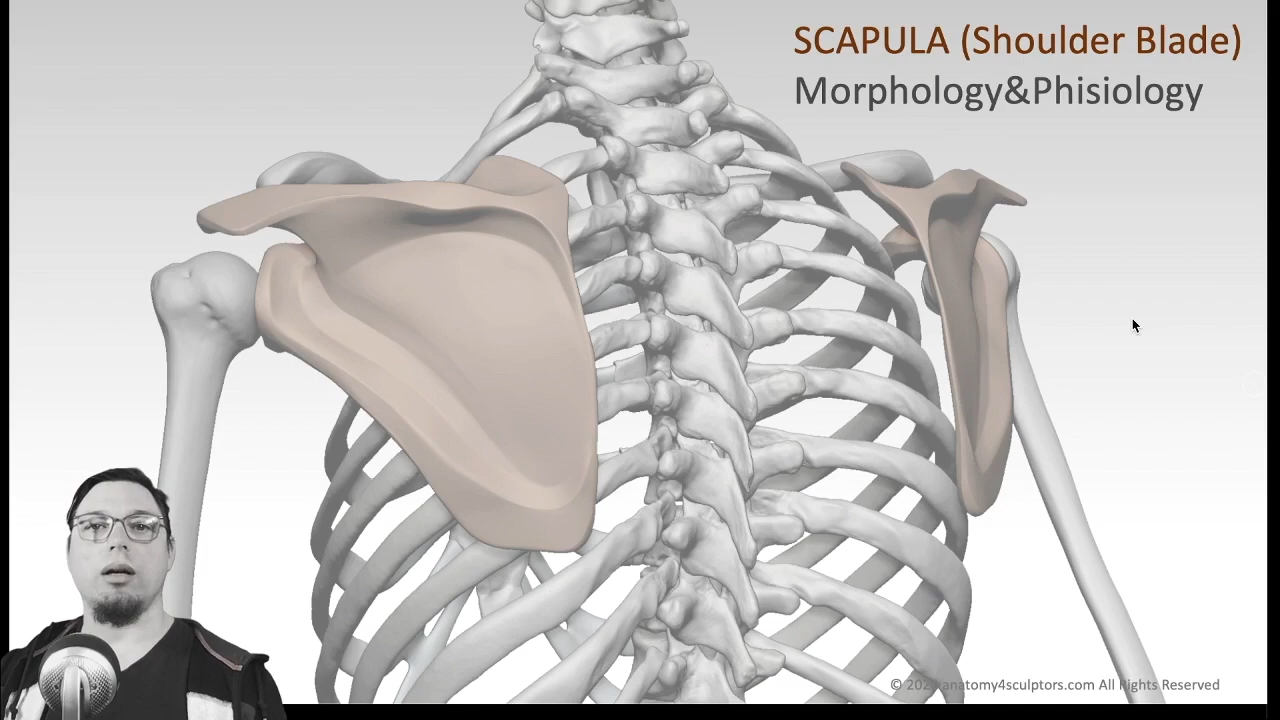 SCAPULA (Shoulder Blade)
Morphology&Phisiology
© anatomy4sculptors.com All Rights Reserved